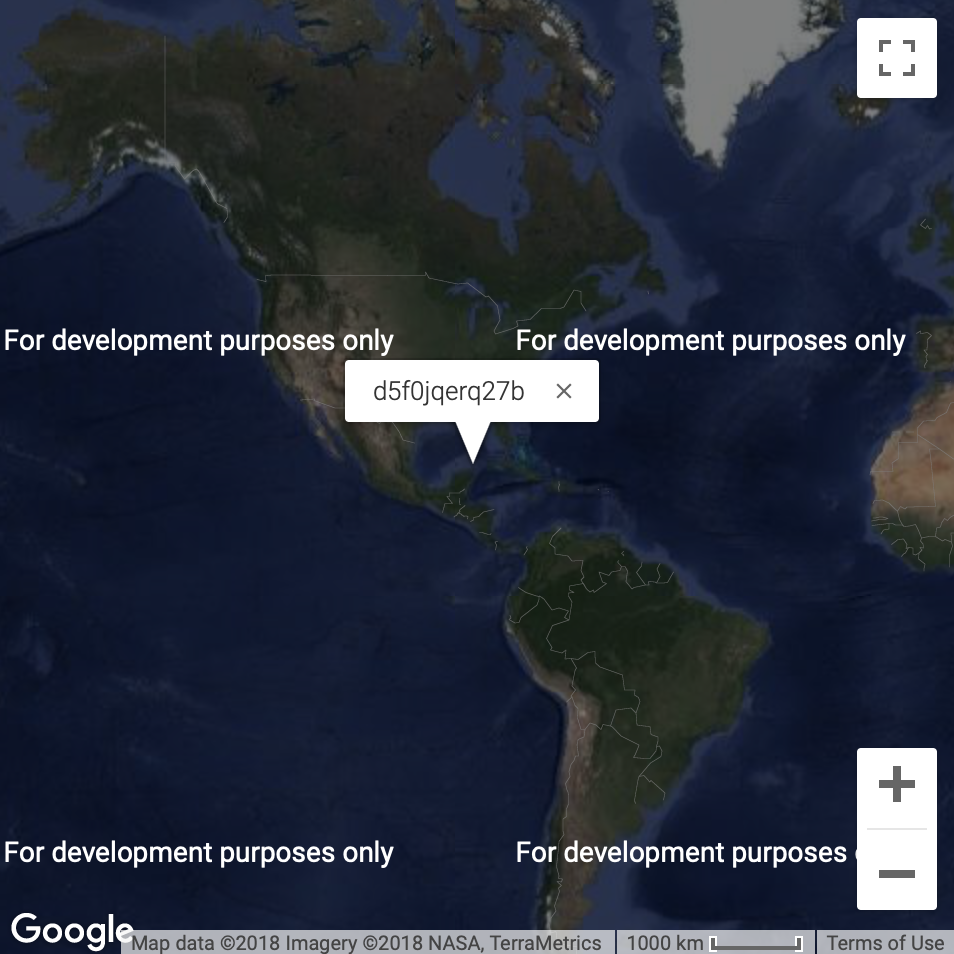 For development purposes only
For development purposes only
d5f0jqerq27b
For development purposes only
For development purposes
Google
Map data ©2018 Imagery ©2018 NASA, TerraMetrics
1000 km
Terms of Use